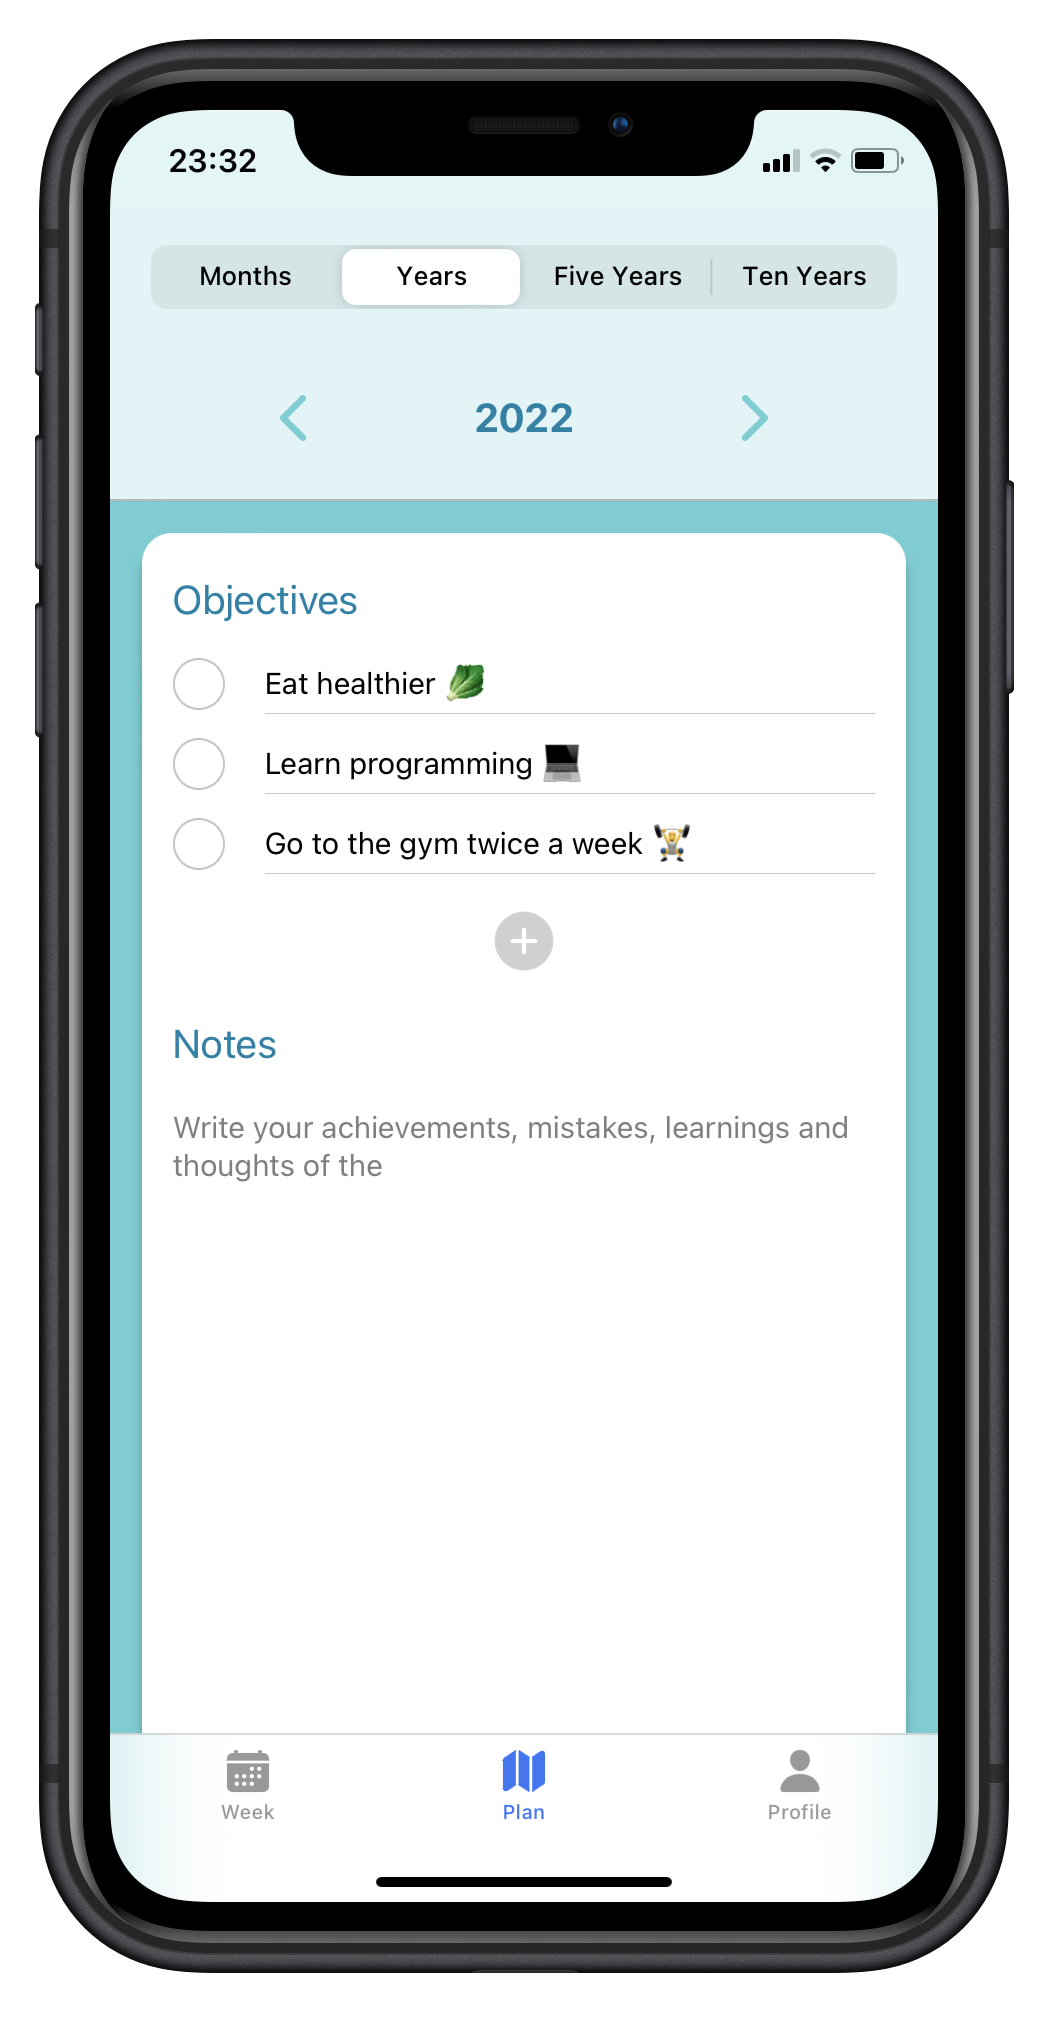 23:32
Months Years Five Years Ten Years
2022
Objectives
Eat healthier 🥬
Learn programming 💻
Go to the gym twice a week 🏋️
Notes
Write your achievements, mistakes, learnings and
thoughts of the
Week Plan Profile